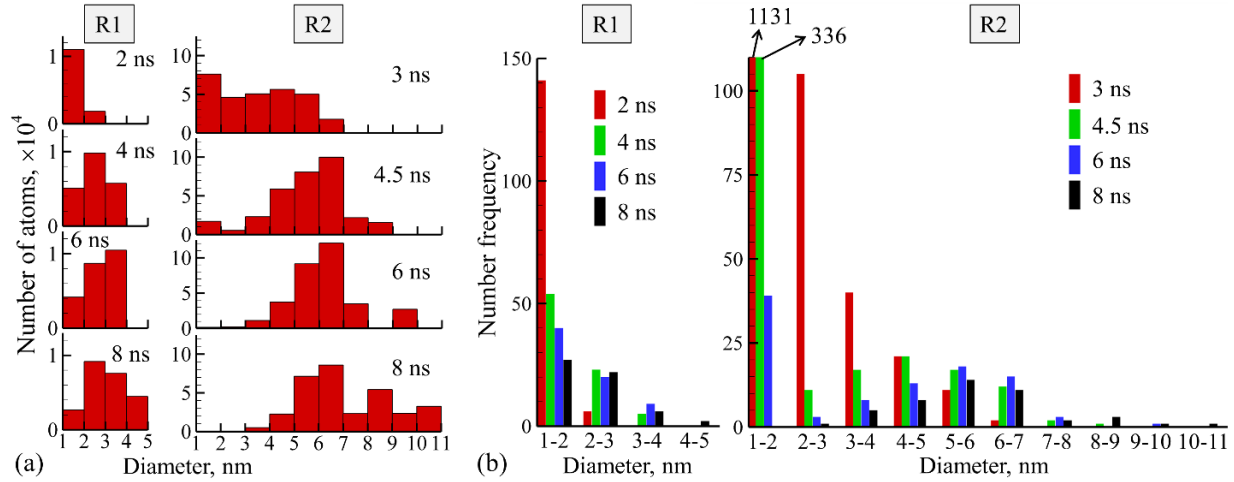 R1
R2
Number of atoms, ×10⁴
1
0
2 ns
10
5
0
3 ns
1
0
4 ns
10
5
0
4.5 ns
6 ns
1
0
10
5
0
6 ns
1
0
8 ns
10
5
0
8 ns
1 2 3 4 5
1 2 3 4 5 6 7 8 9 10 11
(a)
Diameter, nm
Diameter, nm
R1
Number frequency
150
100
50
0
2 ns
4 ns
6 ns
8 ns
1-2 2-3 3-4 4-5
(b)
Diameter, nm
R2
1131
336
100
75
50
25
0
3 ns
4.5 ns
6 ns
8 ns
1-2 2-3 3-4 4-5 5-6 6-7 7-8 8-9 9-10 10-11
Diameter, nm